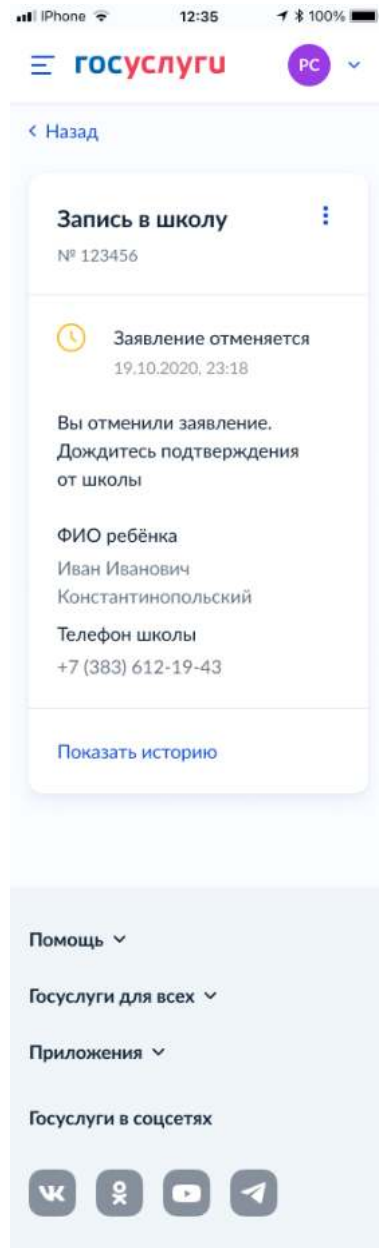 iPhone 12:35 100%
госуслуги РС
Назад
Запись в школу
№ 123456
Заявление отменяется
19.10.2020, 23:18
Вы отменили заявление.
Дождитесь подтверждения
от школы
ФИО ребёнка
Иван Иванович
Константинопольский
Телефон школы
+7 (383) 612-19-43
Показать историю
Помощь
Госуслуги для всех
Приложения
Госуслуги в соцсетях